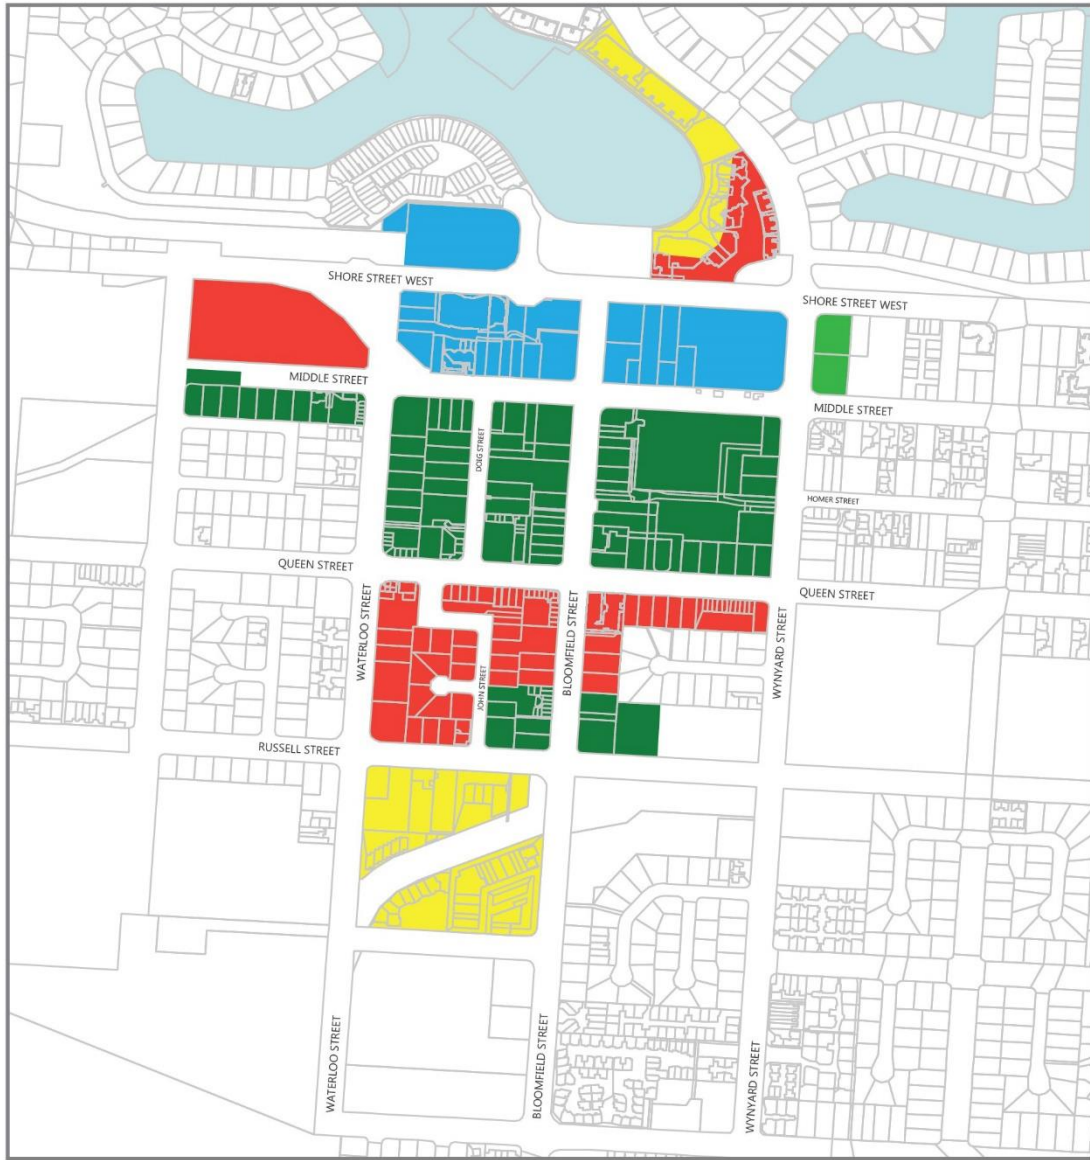 SHORE STREET WEST
SHORE STREET WEST
MIDDLE STREET
MIDDLE STREET
DOIG STREET
HOMER STREET
QUEEN STREET
QUEEN STREET
WATERLOO STREET
BLOOMFIELD STREET
WYNYARD STREET
JOHN STREET
RUSSELL STREET
WATERLOO STREET
BLOOMFIELD STREET
WYNYARD STREET